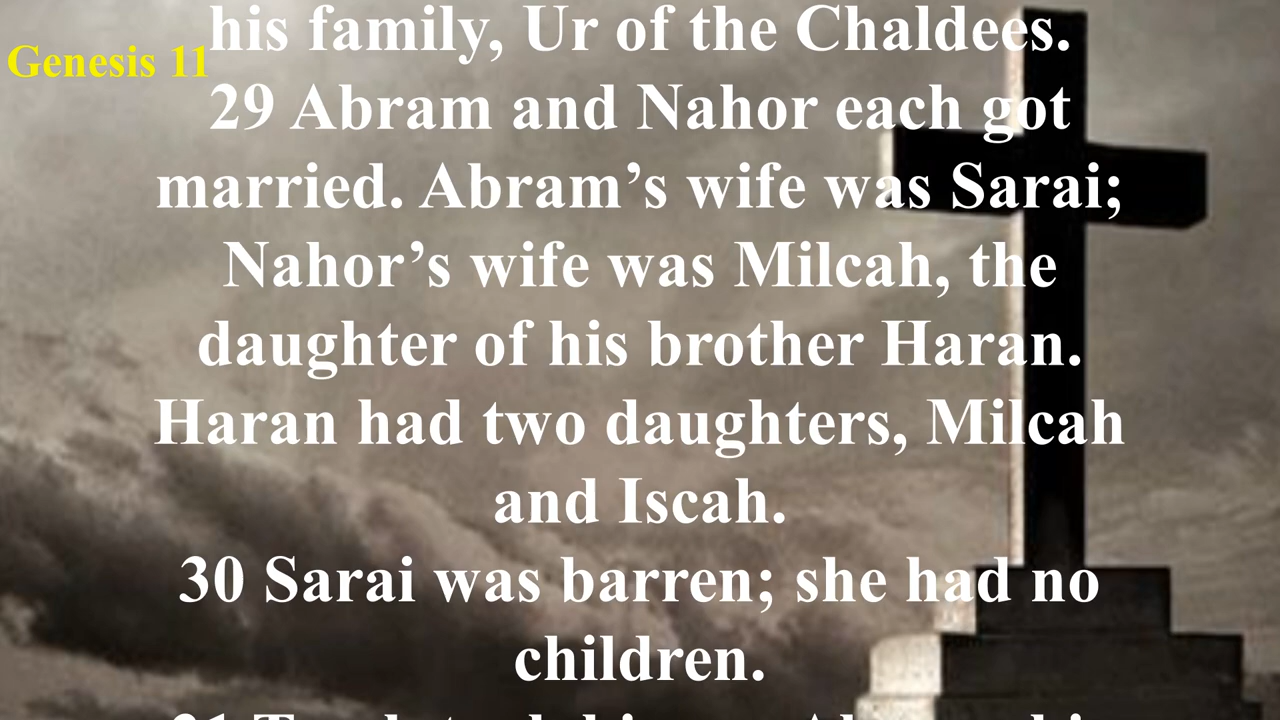 his family, Ur of the Chaldees.
Genesis 11
29 Abram and Nahor each got
married. Abram’s wife was Sarai;
Nahor’s wife was Milcah, the
daughter of his brother Haran.
Haran had two daughters, Milcah
and Iscah.
30 Sarai was barren; she had no
children.